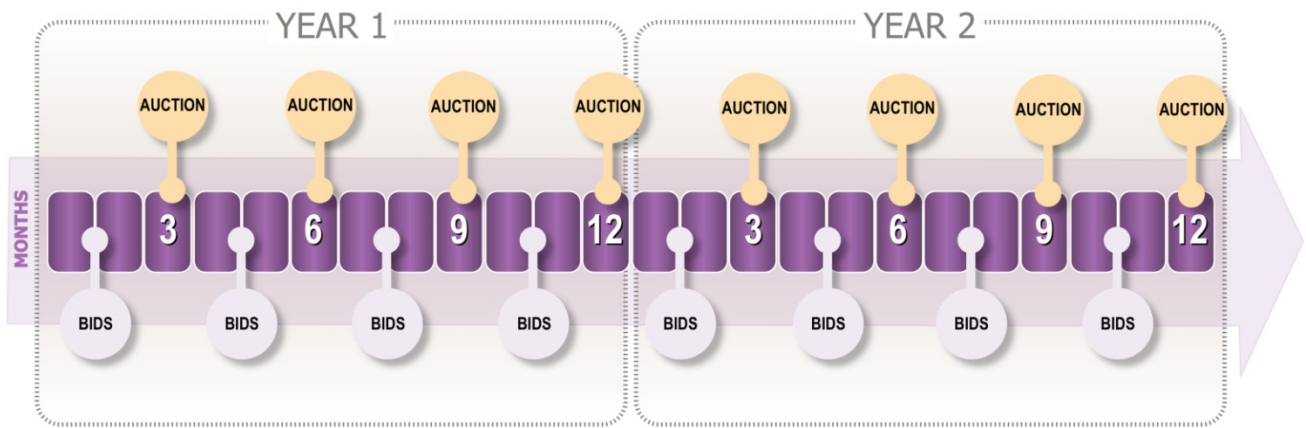 YEAR 1 YEAR 2
AUCTION AUCTION AUCTION AUCTION AUCTION AUCTION AUCTION AUCTION
MONTHS
3 6 9 12 3 6 9 12
BIDS BIDS BIDS BIDS BIDS BIDS BIDS BIDS